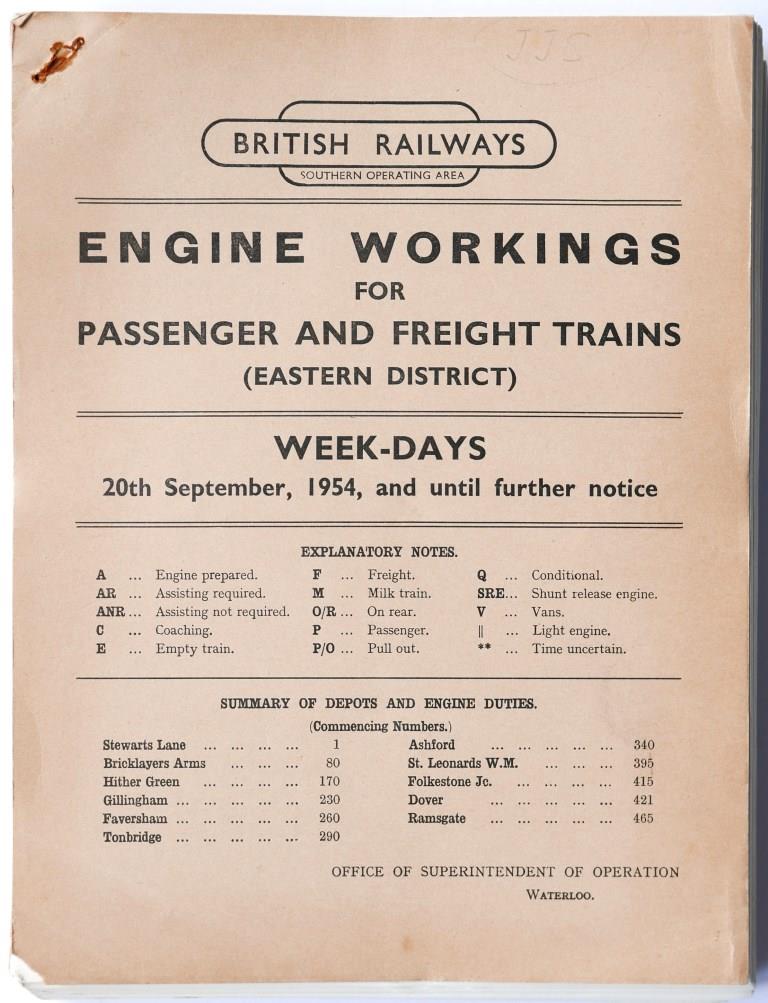 JJS
BRITISH RAILWAYS
SOUTHERN OPERATING AREA
ENGINE WORKINGS
FOR
PASSENGER AND FREIGHT TRAINS
(EASTERN DISTRICT)
WEEK-DAYS
20th September, 1954, and until further notice
EXPLANATORY NOTES.
A ... Engine prepared. F ... Freight. Q ... Conditional.
AR ... Assisting required. M ... Milk train. SRE... Shunt release engine.
ANR ... Assisting not required. O/R ... On rear. V ... Vans.
C ... Coaching. P ... Passenger. || ... Light engine.
E ... Empty train. P/O ... Pull out. ** ... Time uncertain.
SUMMARY OF DEPOTS AND ENGINE DUTIES.
(Commencing Numbers.)
Stewarts Lane ... ... ... ... 1 Ashford ... ... ... ... ... 340
Bricklayers Arms ... ... ... 80 St. Leonards W.M. ... ... ... 395
Hither Green ... ... ... ... 170 Folkestone Jc. ... ... ... ... 415
Gillingham ... ... ... ... ... 230 Dover ... ... ... ... ... 421
Faversham ... ... ... ... ... 260 Ramsgate ... ... ... ... ... 465
Tonbridge ... ... ... ... ... 290
OFFICE OF SUPERINTENDENT OF OPERATION
WATERLOO.